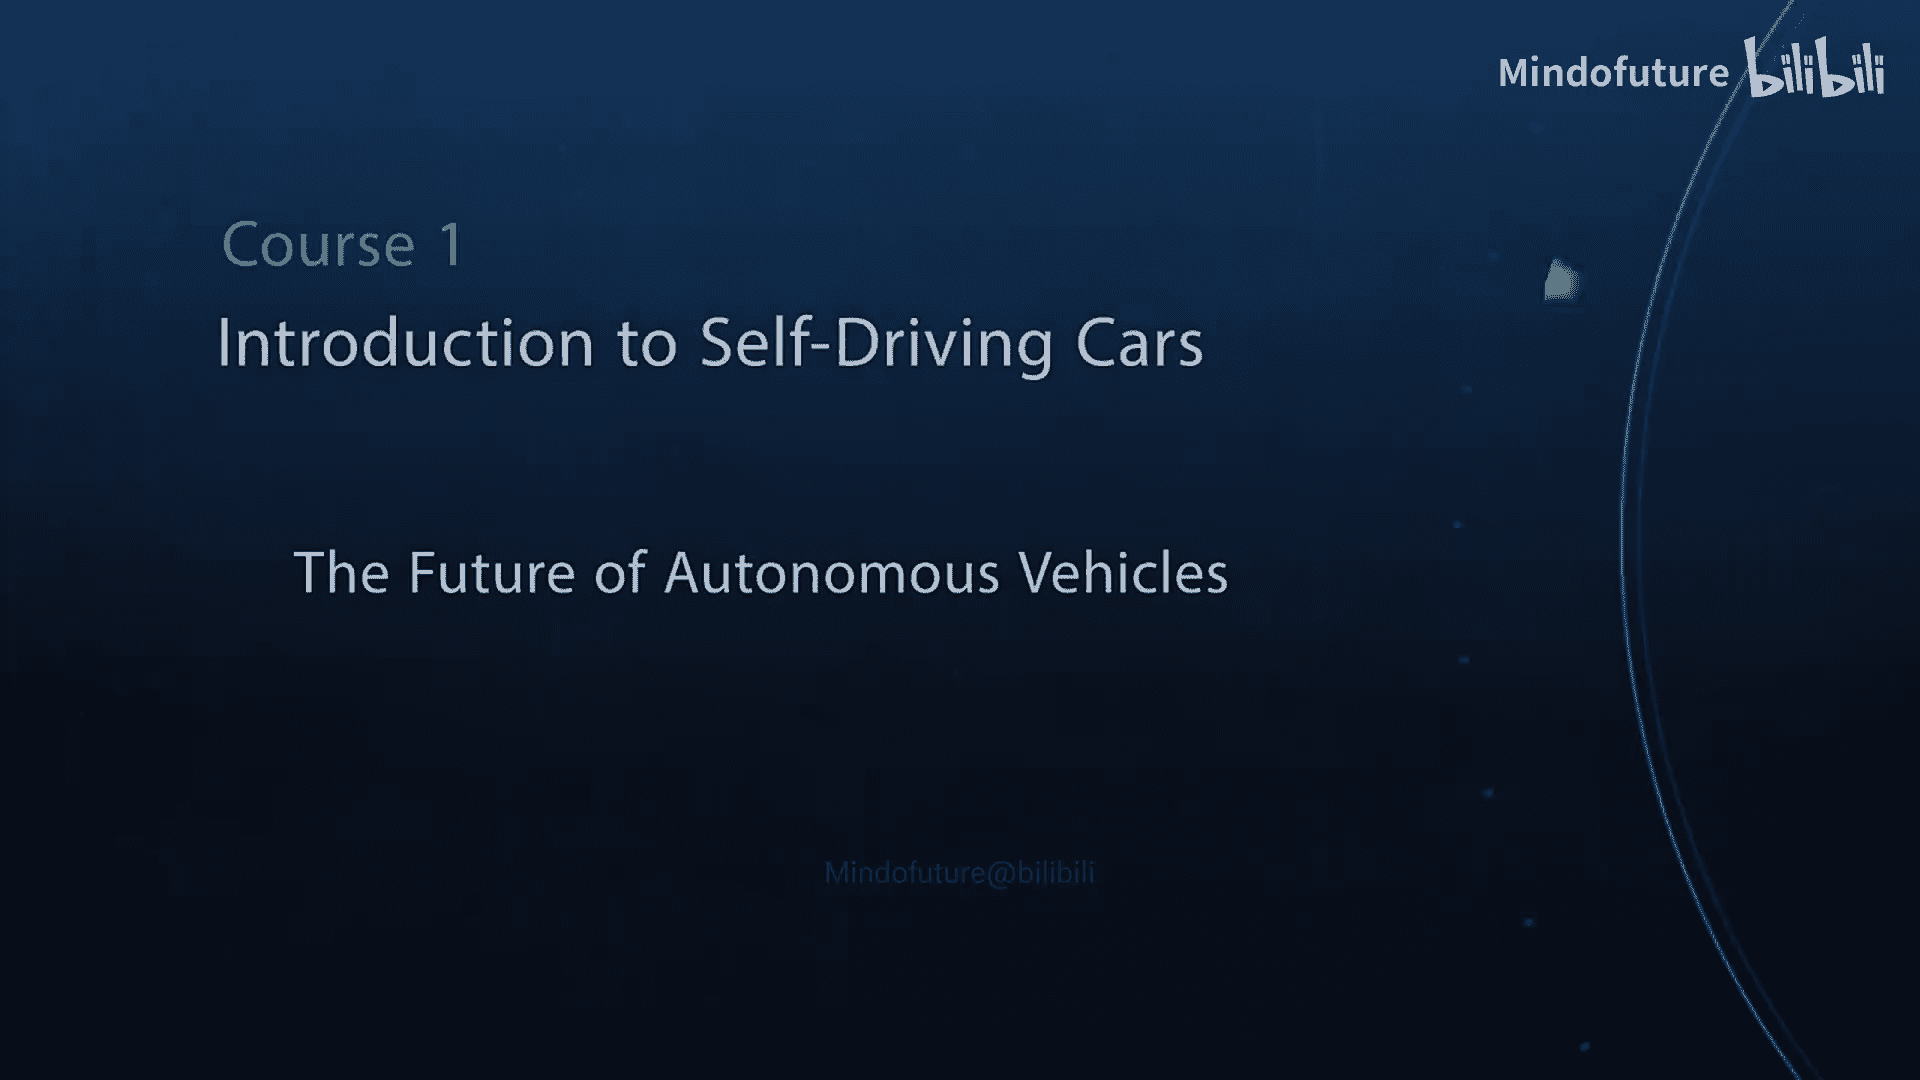 Mindofuture bilibili
Course 1
Introduction to Self-Driving Cars
The Future of Autonomous Vehicles
Mindofuture@bilibili